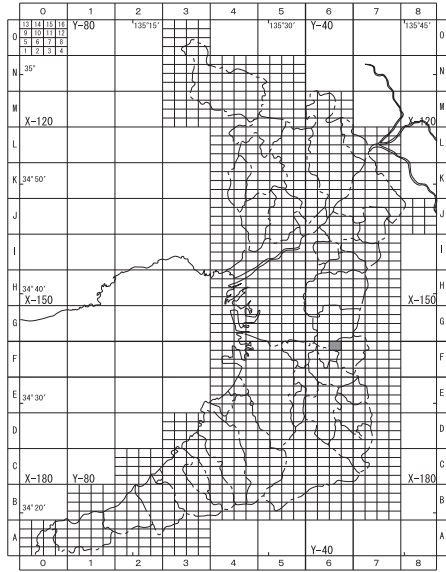 0 1 2 3 4 5 6 7 8
13 14 15 16
9 10 11 12
5 6 7 8
1 2 3 4
Y-80 135°15' 135°30' Y-40 135°45'
O O
N 35° N
M M
X-120 X-120
L L
K K
34°50'
J J
I I
H 34°40' H
X-150 X-150
G G
F F
E E
34°30'
D D
C C
X-180 Y-80 X-180
B 34°20' B
A A
Y-40
0 1 2 3 4 5 6 7 8